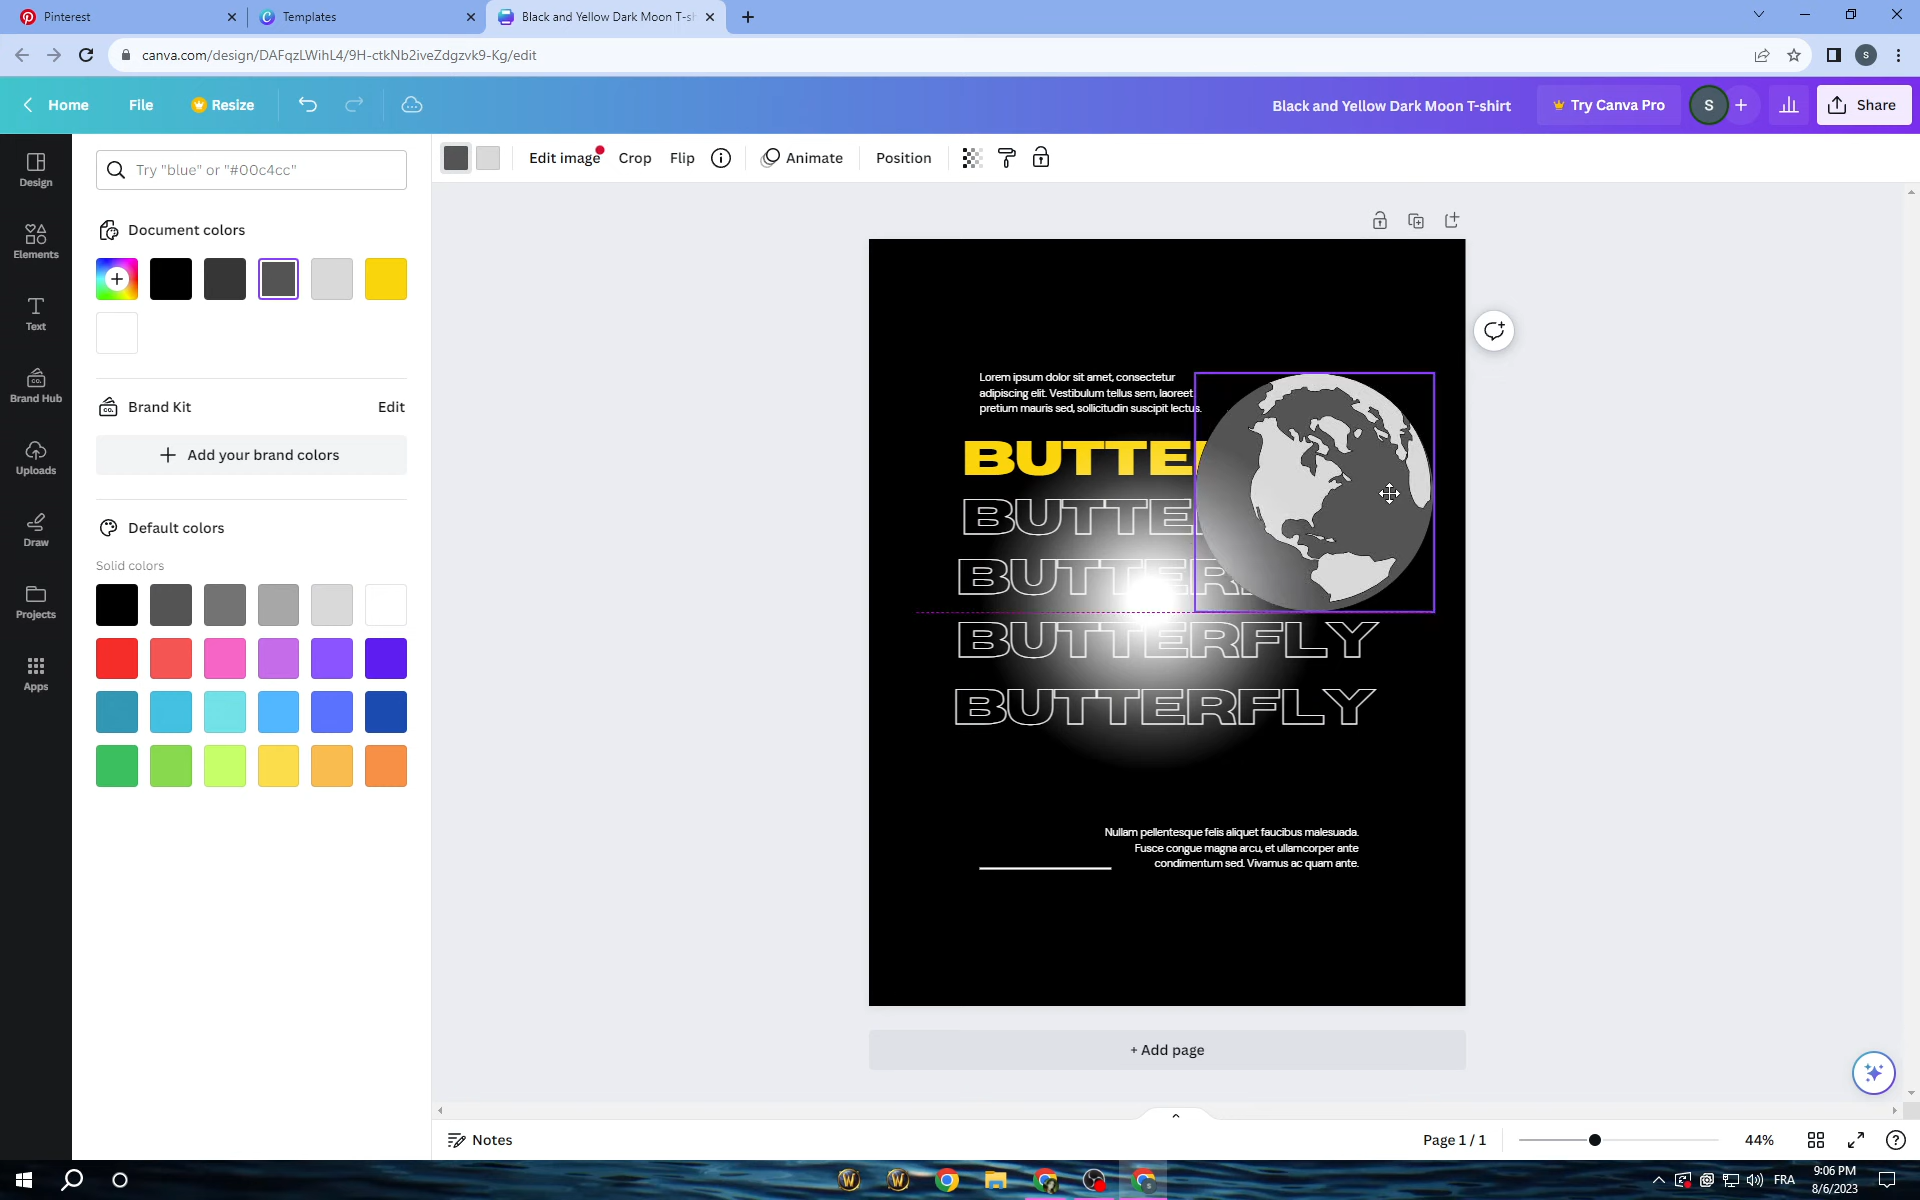 Pinterest
Templates
Black and Yellow Dark Moon T-sh
canva.com/design/DAFqzLWihL4/9H-ctkNb2iveZdgzvk9-Kg/edit
S
Home
File
Resize
Black and Yellow Dark Moon T-shirt
Try Canva Pro
S
Share
Design
Elements
Text
Brand Hub
CO.
Uploads
Draw
Projects
Apps
Try "blue" or "#00c4cc"
Document colors
CO.
Brand Kit
Edit
Add your brand colors
Default colors
Solid colors
Edit image
Crop
Flip
Animate
Position
Lorem ipsum dolor sit amet, consectetur
adipiscing elit. Vestibulum tellus sem, laoreet
pretium mauris sed, sollicitudin suscipit lectus.
BUTTE
BUTTE
BUTTER
BUTTERFLY
BUTTERFLY
Nullam pellentesque felis aliquet faucibus malesuada.
Fusce congue magna arcu, et ullamcorper ante
condimentum sed. Vivamus ac quam ante.
+ Add page
Notes
Page 1 / 1
44%
FRA
9:06 PM
8/6/2023